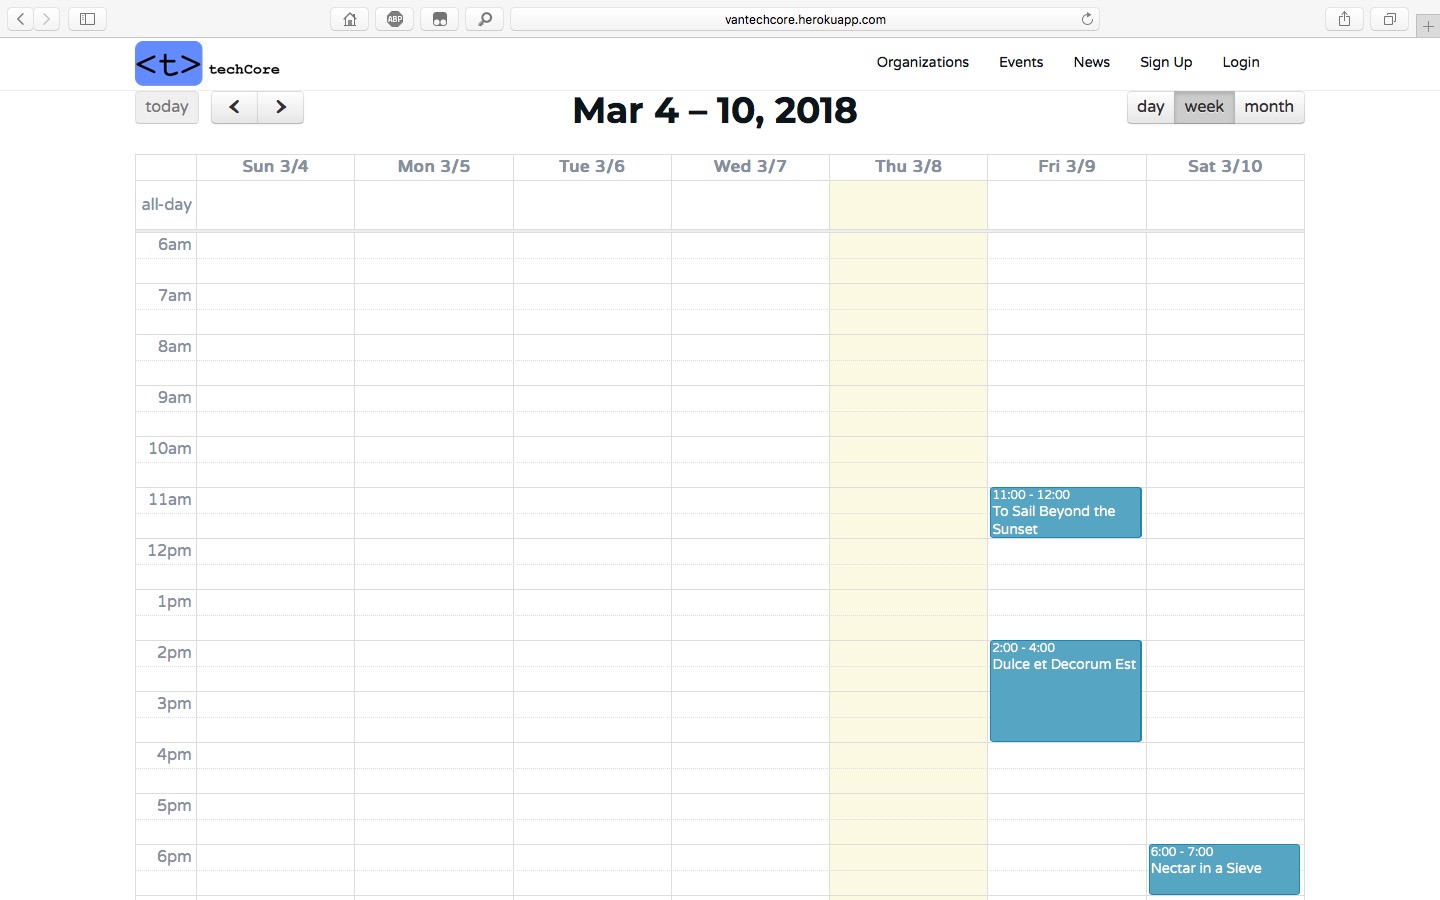 ABP
vantechcore.herokuapp.com
<t> techCore
Organizations Events News Sign Up Login
today
Mar 4 – 10, 2018
day week month
Sun 3/4 Mon 3/5 Tue 3/6 Wed 3/7 Thu 3/8 Fri 3/9 Sat 3/10
all-day
6am
7am
8am
9am
10am
11am
11:00 - 12:00
To Sail Beyond the
Sunset
12pm
1pm
2pm
2:00 - 4:00
Dulce et Decorum Est
3pm
4pm
5pm
6pm
6:00 - 7:00
Nectar in a Sieve